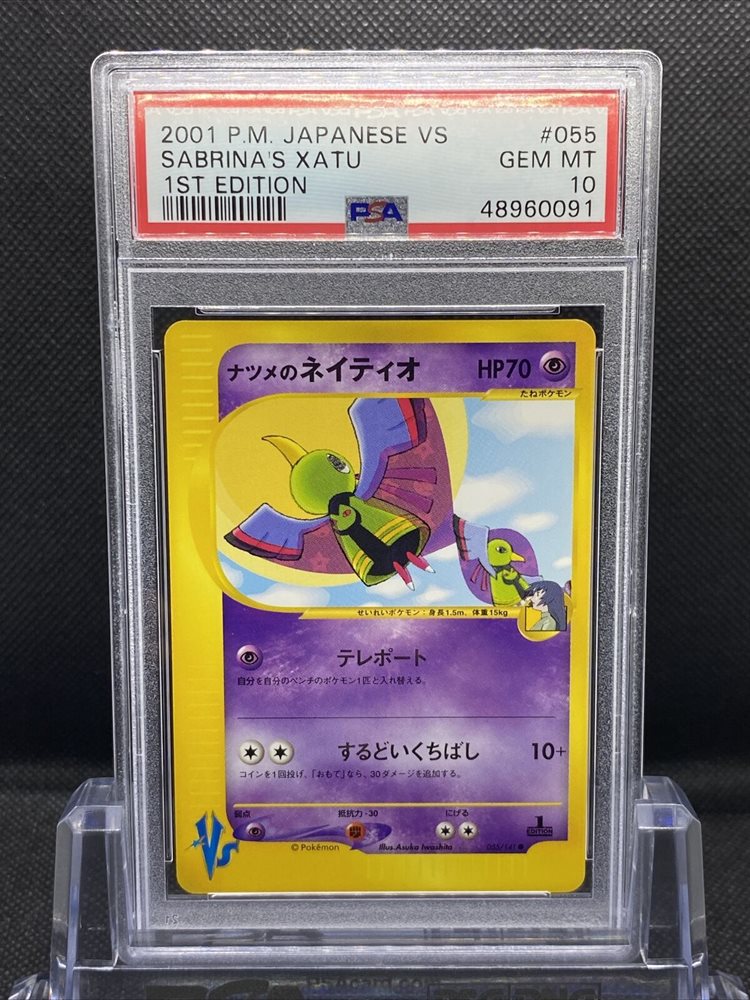 2001 P.M. JAPANESE VS #055
SABRINA'S XATU GEM MT
1ST EDITION 10
PSA 48960091
ナツメのネイティオ HP70
たねポケモン
せいれいポケモン:身長1.5m、体重15kg
テレポート
自分を自分のベンチのポケモン1匹と入れ替える。
するどいくちばし 10+
コインを1回投げ、「おもて」なら、30ダメージを追加する。
弱点 抵抗力 -30 にげる
1
EDITION
Vs
©Pokémon Illus.Asuka Iwashita 055/141